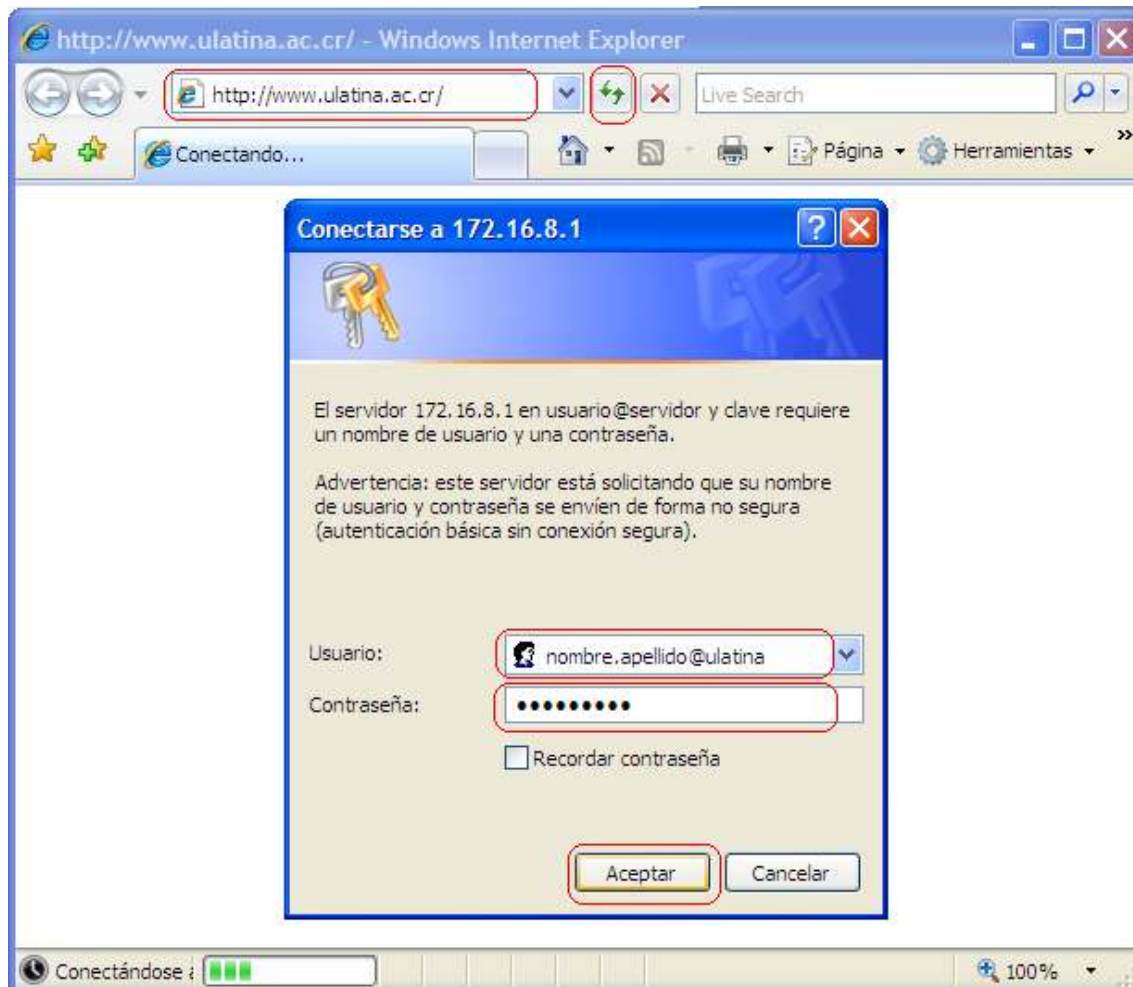 http://www.ulatina.ac.cr/ - Windows Internet Explorer
http://www.ulatina.ac.cr/
Live Search
Conectando...
Página
Herramientas
»
Conectarse a 172.16.8.1
El servidor 172.16.8.1 en usuario@servidor y clave requiere
un nombre de usuario y una contraseña.
Advertencia: este servidor está solicitando que su nombre
de usuario y contraseña se envíen de forma no segura
(autenticación básica sin conexión segura).
Usuario:
nombre.apellido@ulatina
Contraseña:
•••••••••
Recordar contraseña
Aceptar
Cancelar
Conectándose a
100%